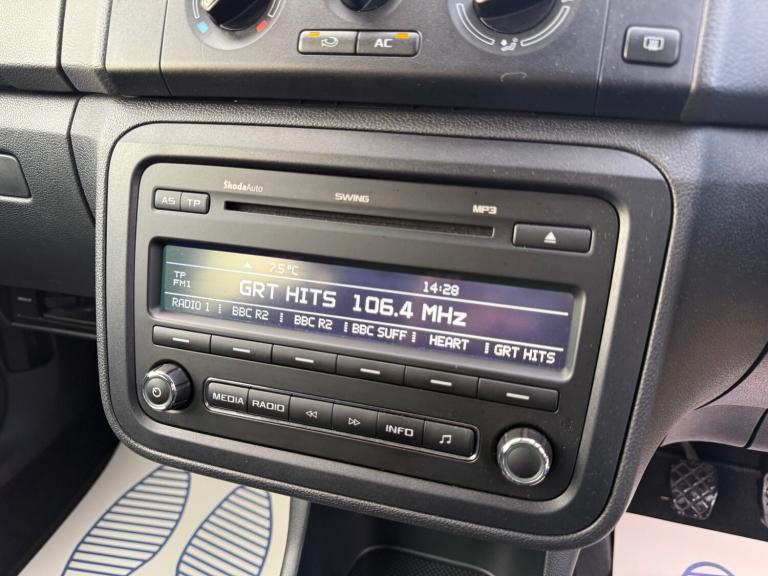 AC
ŠkodaAuto
SWING
MP3
AS TP
7.5°C
14:28
TP
FM1
GRT HITS 106.4 MHz
RADIO 1 BBC R2 BBC R2 BBC SUFF HEART GRT HITS
MEDIA RADIO INFO